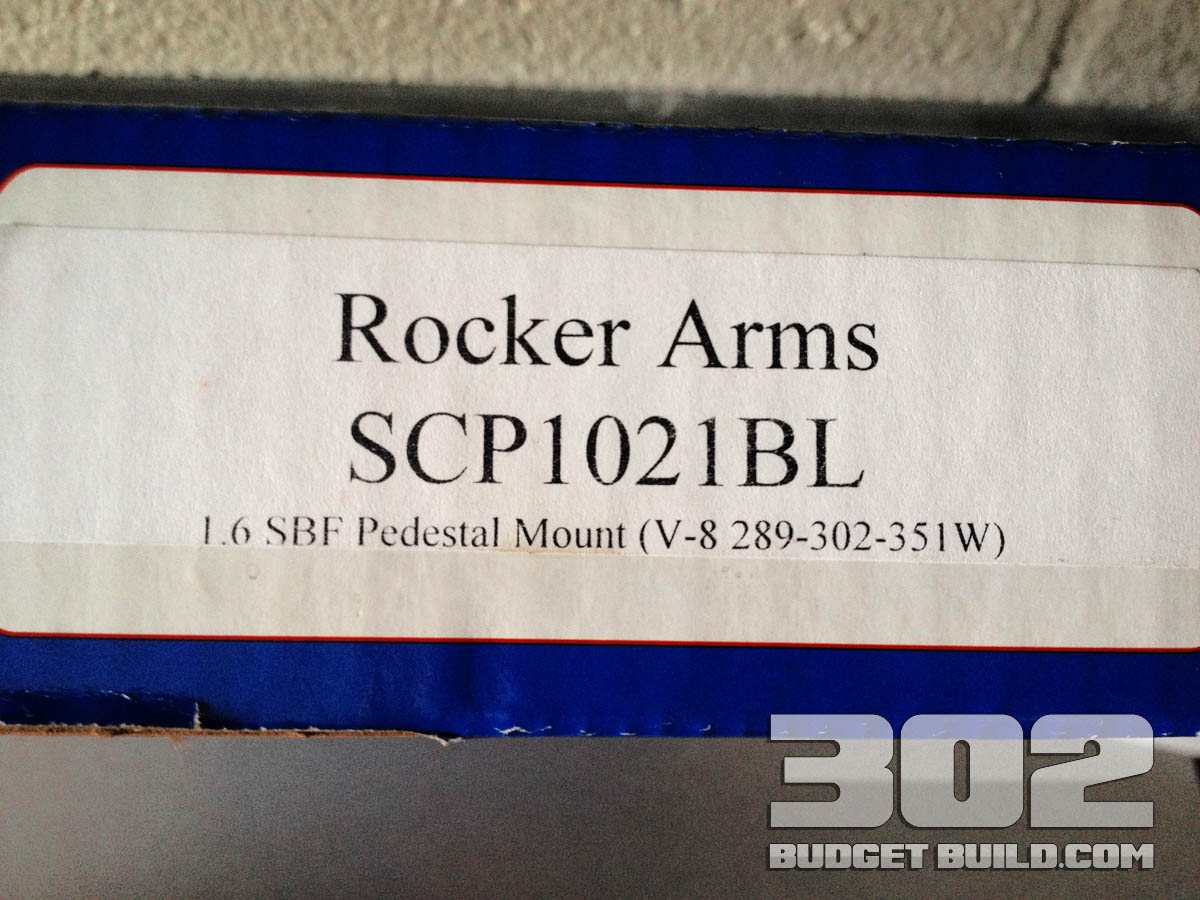 Rocker Arms
SCP1021BL
1.6 SBF Pedestal Mount (V-8 289-302-351W)
302
BUDGET BUILD.COM